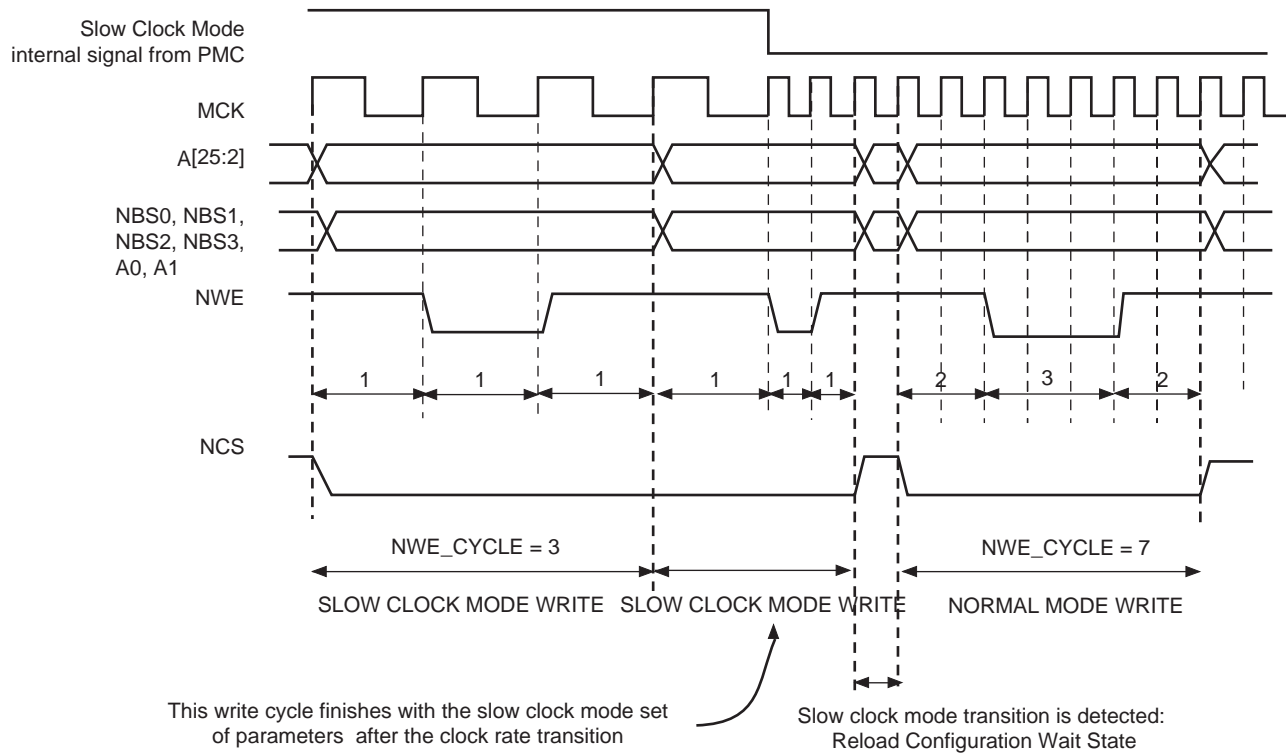 Slow Clock Mode
internal signal from PMC
MCK
A[25:2]
NBS0, NBS1,
NBS2, NBS3,
A0, A1
NWE
1 1 1 1 1 1 2 3 2
NCS
NWE_CYCLE = 3 NWE_CYCLE = 7
SLOW CLOCK MODE WRITE SLOW CLOCK MODE WRITE NORMAL MODE WRITE
This write cycle finishes with the slow clock mode set
of parameters after the clock rate transition
Slow clock mode transition is detected:
Reload Configuration Wait State